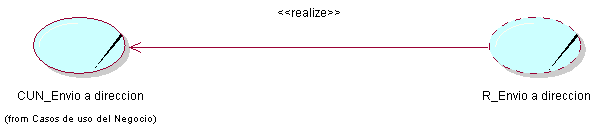 <<realize>>
CUN_Envio a direccion
R_Envio a direccion
(from Casos de uso del Negocio)